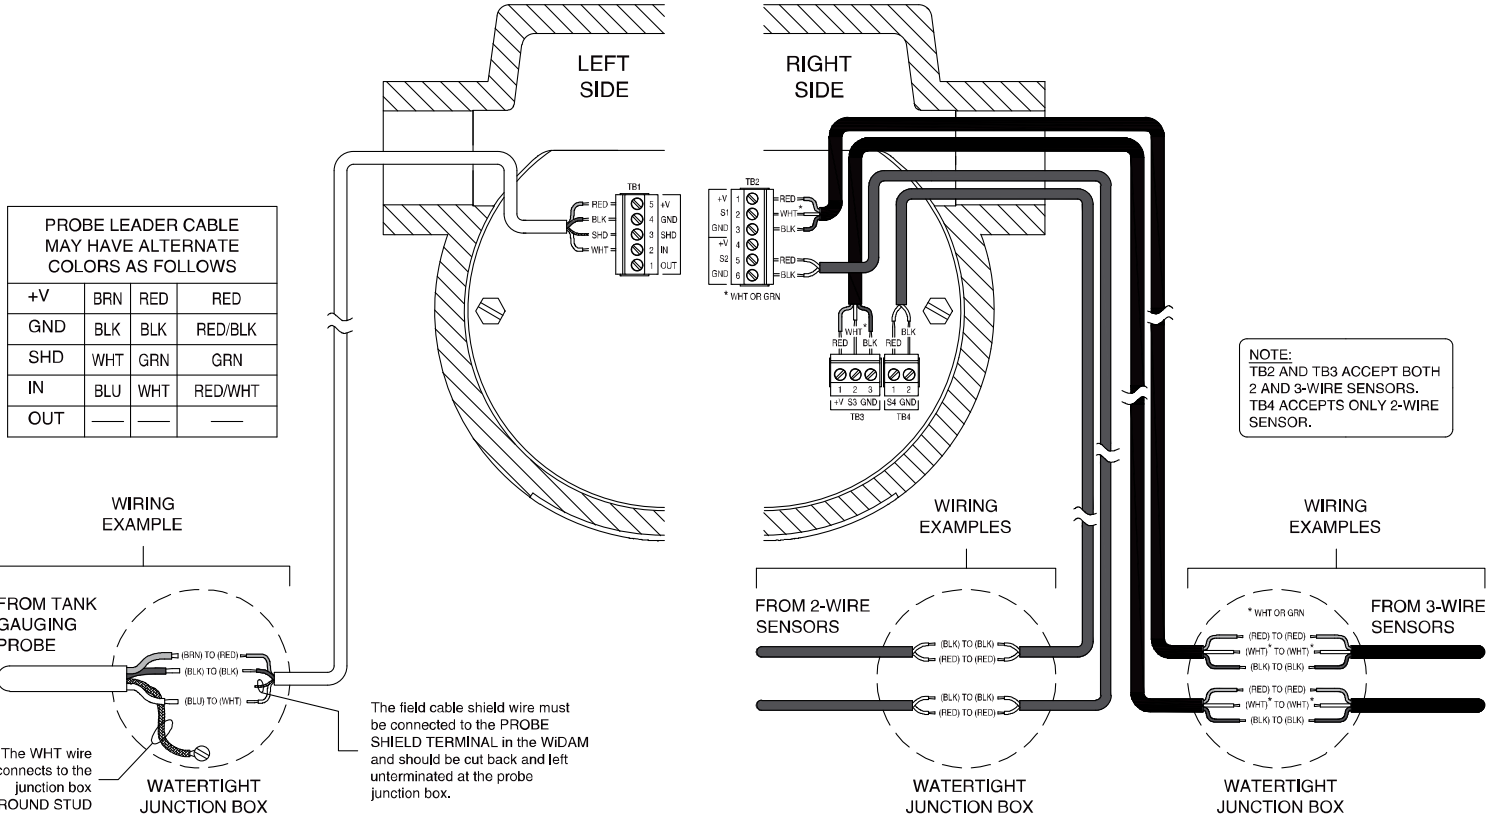 LEFT
SIDE
RIGHT
SIDE
PROBE LEADER CABLE
MAY HAVE ALTERNATE
COLORS AS FOLLOWS
+V BRN RED RED
GND BLK BLK RED/BLK
SHD WHT GRN GRN
IN BLU WHT RED/WHT
OUT —— —— ——
TB1
RED 5 +V
BLK 4 GND
SHD 3 SHD
WHT 2 IN
1 OUT
TB2
+V 1 RED
S1 2 WHT *
GND 3 BLK
+V 4
S2 5 RED
GND 6 BLK
* WHT OR GRN
WHT *
RED BLK
BLK
RED
1 2 3
+V S3 GND
TB3
1 2
S4 GND
TB4
NOTE:
TB2 AND TB3 ACCEPT BOTH
2 AND 3-WIRE SENSORS.
TB4 ACCEPTS ONLY 2-WIRE
SENSOR.
WIRING
EXAMPLE
FROM TANK
GAUGING
PROBE
(BRN) TO (RED)
(BLK) TO (BLK)
(BLU) TO (WHT)
The WHT wire
connects to the
junction box
ROUND STUD
WATERTIGHT
JUNCTION BOX
The field cable shield wire must
be connected to the PROBE
SHIELD TERMINAL in the WiDAM
and should be cut back and left
unterminated at the probe
junction box.
WIRING
EXAMPLES
FROM 2-WIRE
SENSORS
(BLK) TO (BLK)
(RED) TO (RED)
(BLK) TO (BLK)
(RED) TO (RED)
WATERTIGHT
JUNCTION BOX
WIRING
EXAMPLES
FROM 3-WIRE
SENSORS
* WHT OR GRN
(RED) TO (RED)
(WHT)* TO (WHT)*
(BLK) TO (BLK)
(RED) TO (RED)
(WHT)* TO (WHT)*
(BLK) TO (BLK)
WATERTIGHT
JUNCTION BOX